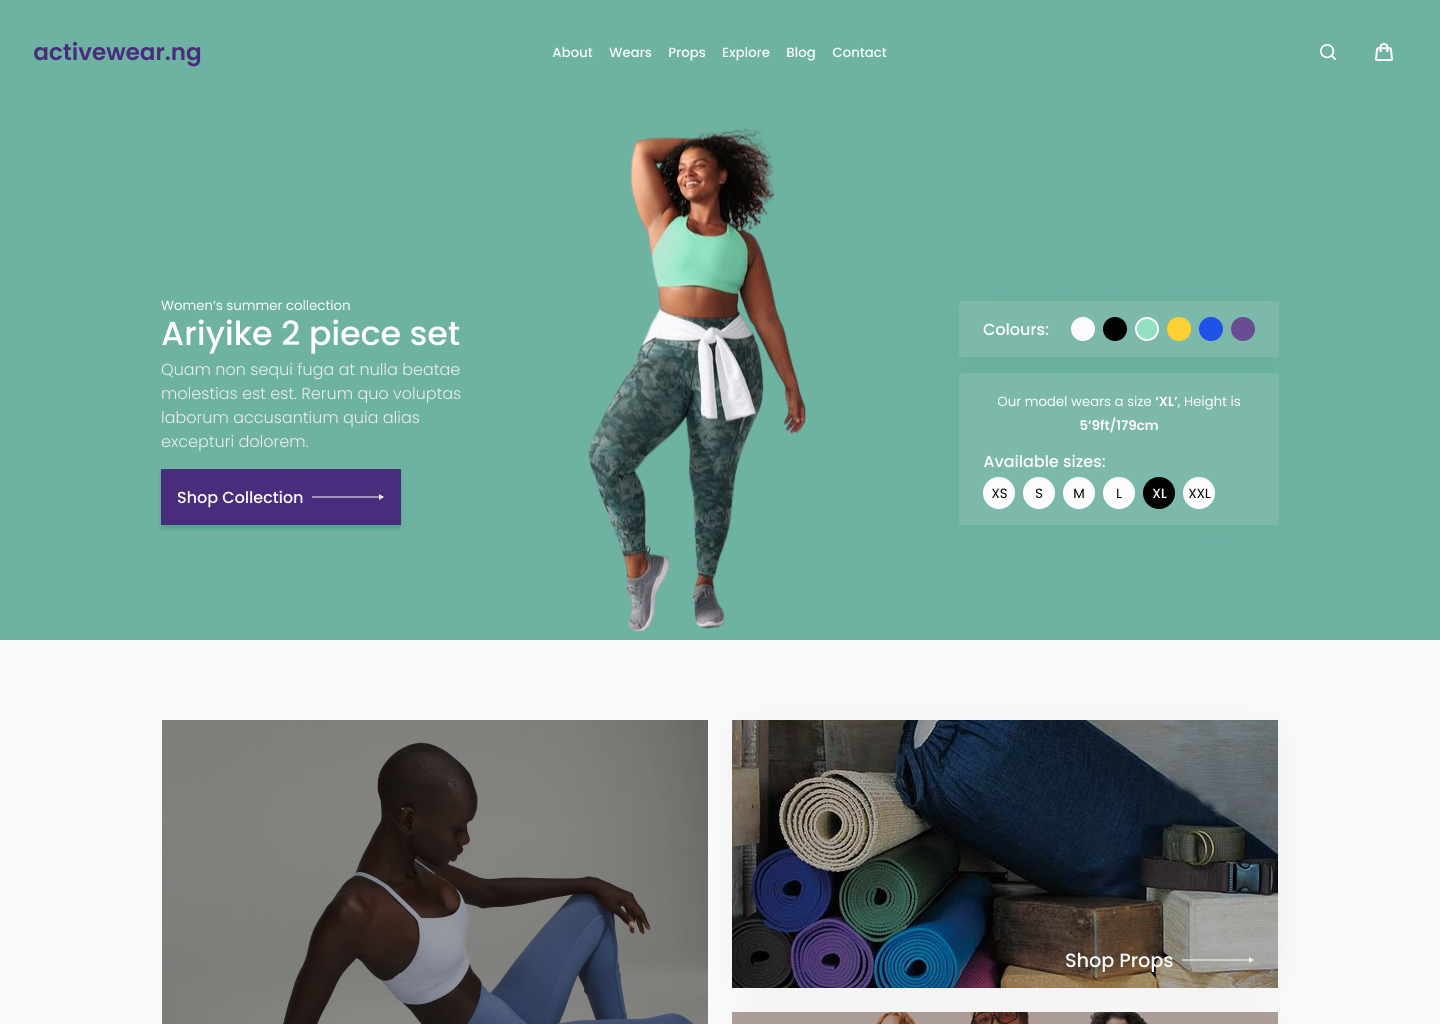 activewear.ng
About Wears Props Explore Blog Contact
Women’s summer collection
Ariyike 2 piece set
Quam non sequi fuga at nulla beatae
molestias est est. Rerum quo voluptas
laborum accusantium quia alias
excepturi dolorem.
Shop Collection
Colours:
Our model wears a size ‘XL’, Height is
5’9ft/179cm
Available sizes:
XS S M L XL XXL
Shop Props